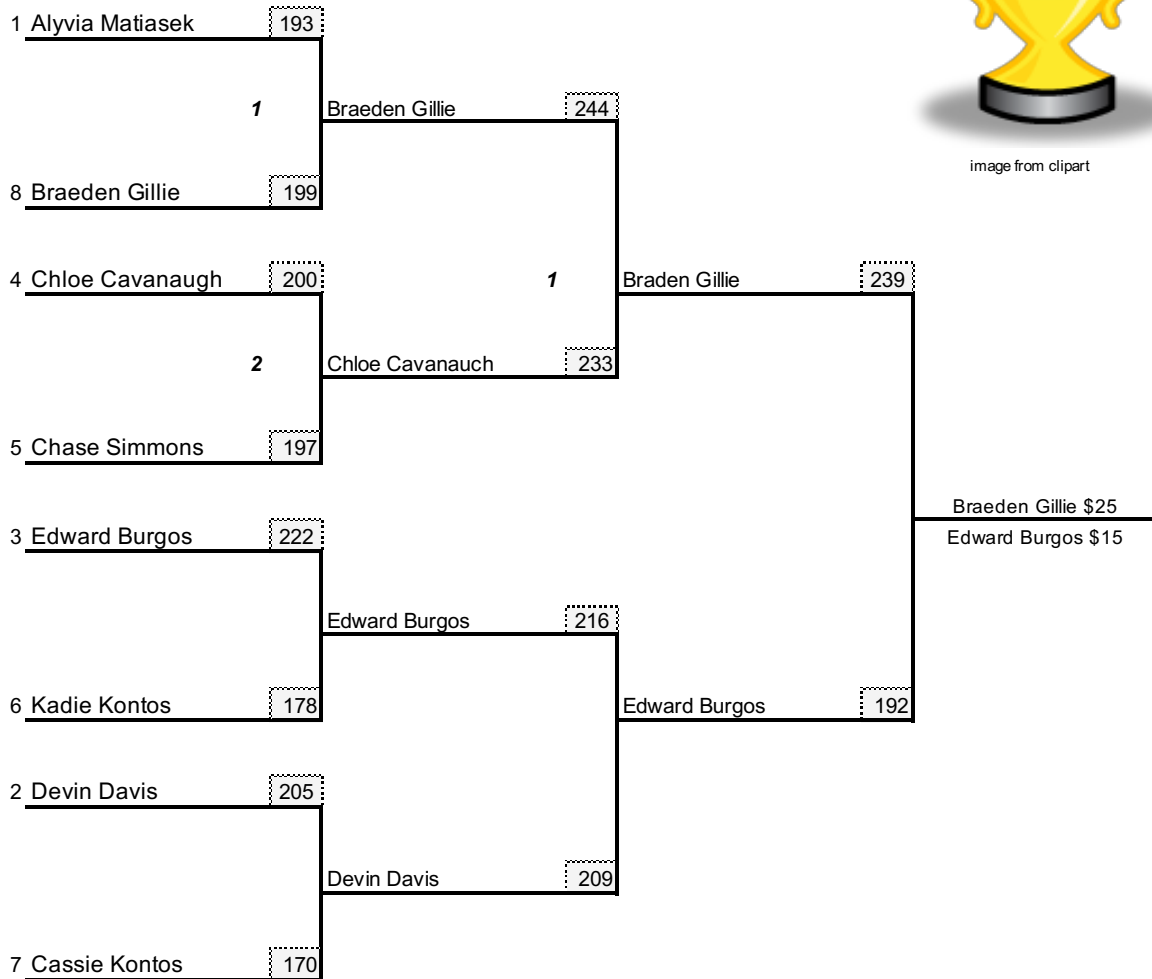 1 Alyvia Matiasek 193
1 Braeden Gillie 244
image from clipart
8 Braeden Gillie 199
4 Chloe Cavanaugh 200
1 Braden Gillie 239
2 Chloe Cavanauch 233
5 Chase Simmons 197
Braeden Gillie $25
3 Edward Burgos 222
Edward Burgos $15
Edward Burgos 216
6 Kadie Kontos 178
Edward Burgos 192
2 Devin Davis 205
Devin Davis 209
7 Cassie Kontos 170